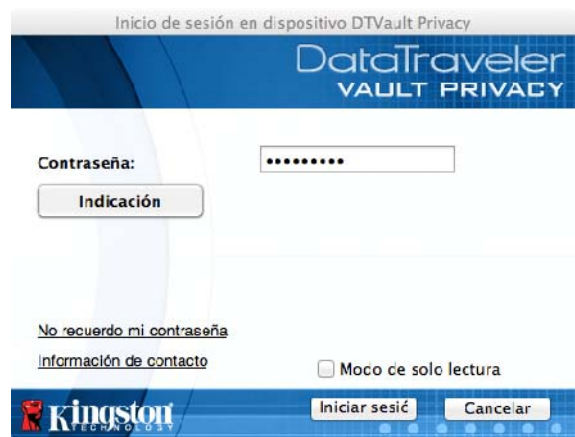 Inicio de sesión en dispositivo DTVault Privacy
DataTraveler
VAULT PRIVACY
Contraseña:
Indicación
No recuerdo mi contraseña
Información de contacto
Modo de solo lectura
Kingston
TECHNOLOGY
Iniciar sesió
Cancelar